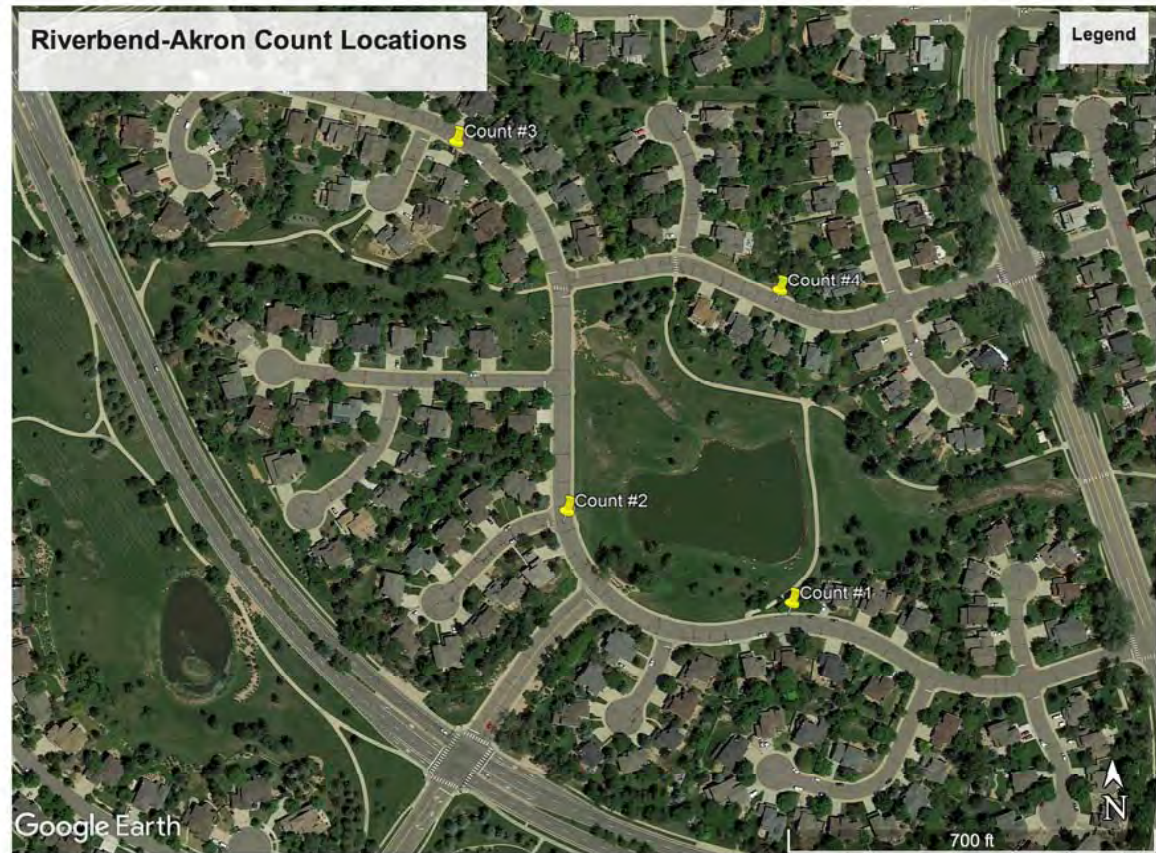 Riverbend-Akron Count Locations
Legend
Count #3
Count #4
Count #2
Count #1
N
Google Earth
700 ft